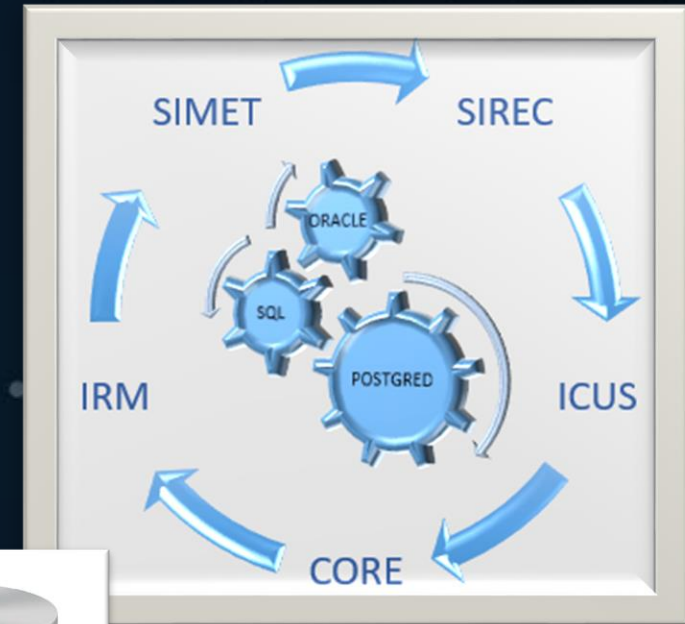 SIMET
SIREC
ORACLE
SQL
POSTGRED
IRM
ICUS
CORE